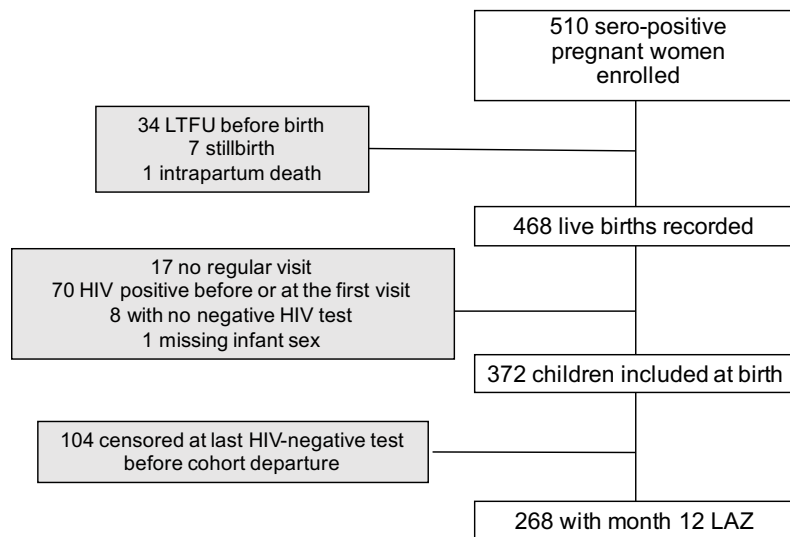 510 sero-positive
pregnant women
enrolled
34 LTFU before birth
7 stillbirth
1 intrapartum death
468 live births recorded
17 no regular visit
70 HIV positive before or at the first visit
8 with no negative HIV test
1 missing infant sex
372 children included at birth
104 censored at last HIV-negative test
before cohort departure
268 with month 12 LAZ